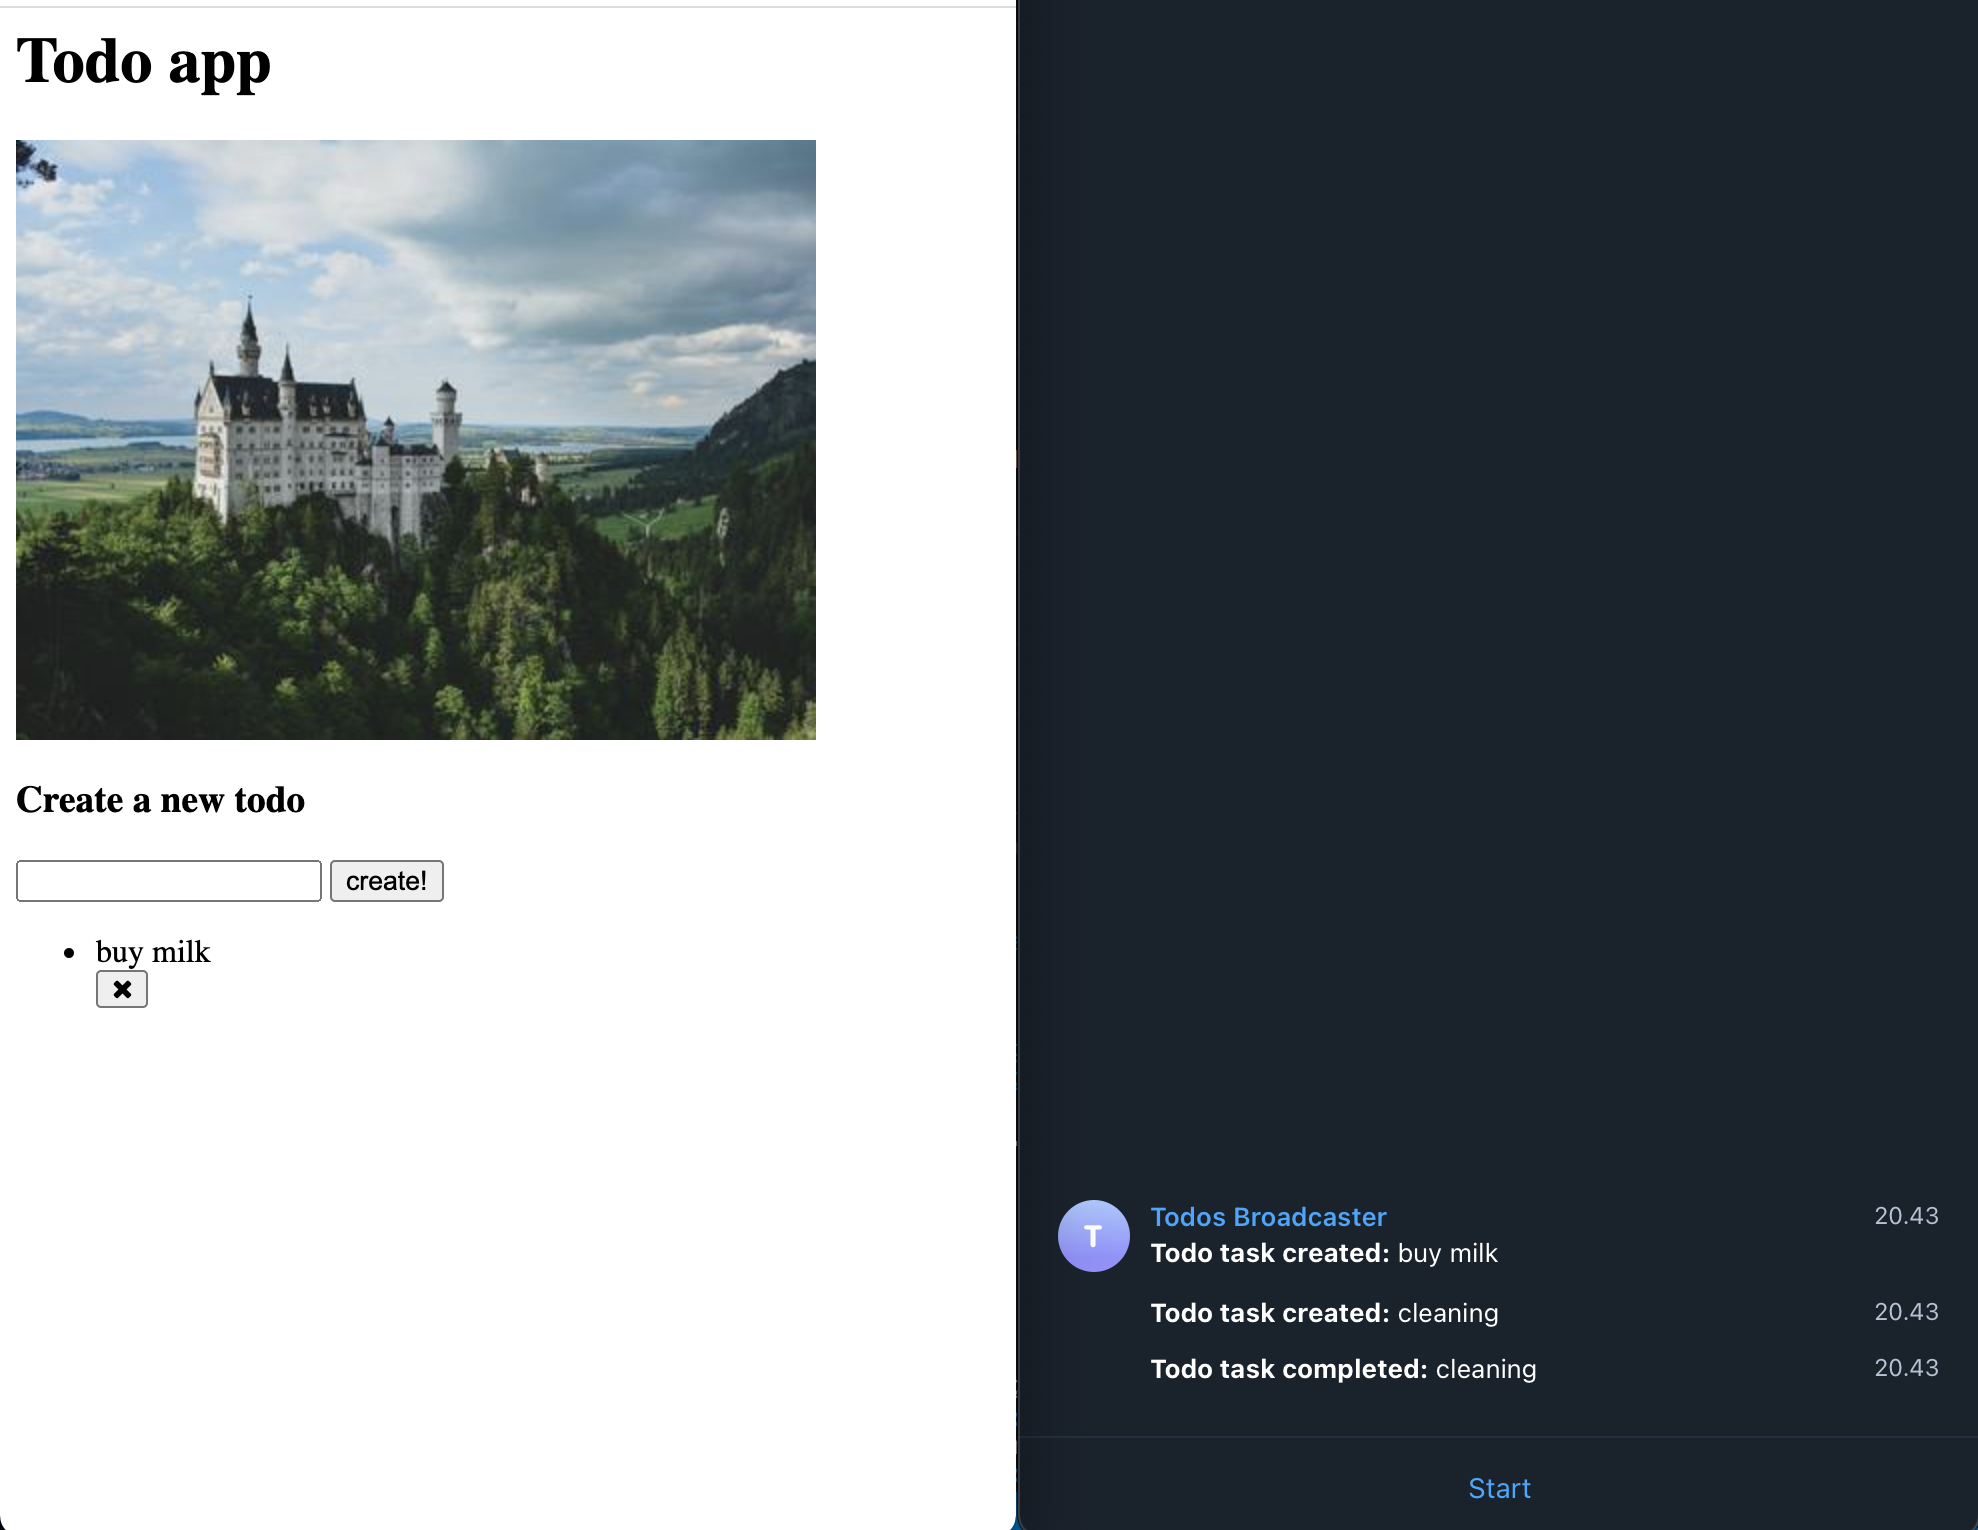 Todo app
Create a new todo
create!
buy milk
✖
T
Todos Broadcaster 20.43
Todo task created: buy milk
Todo task created: cleaning 20.43
Todo task completed: cleaning 20.43
Start